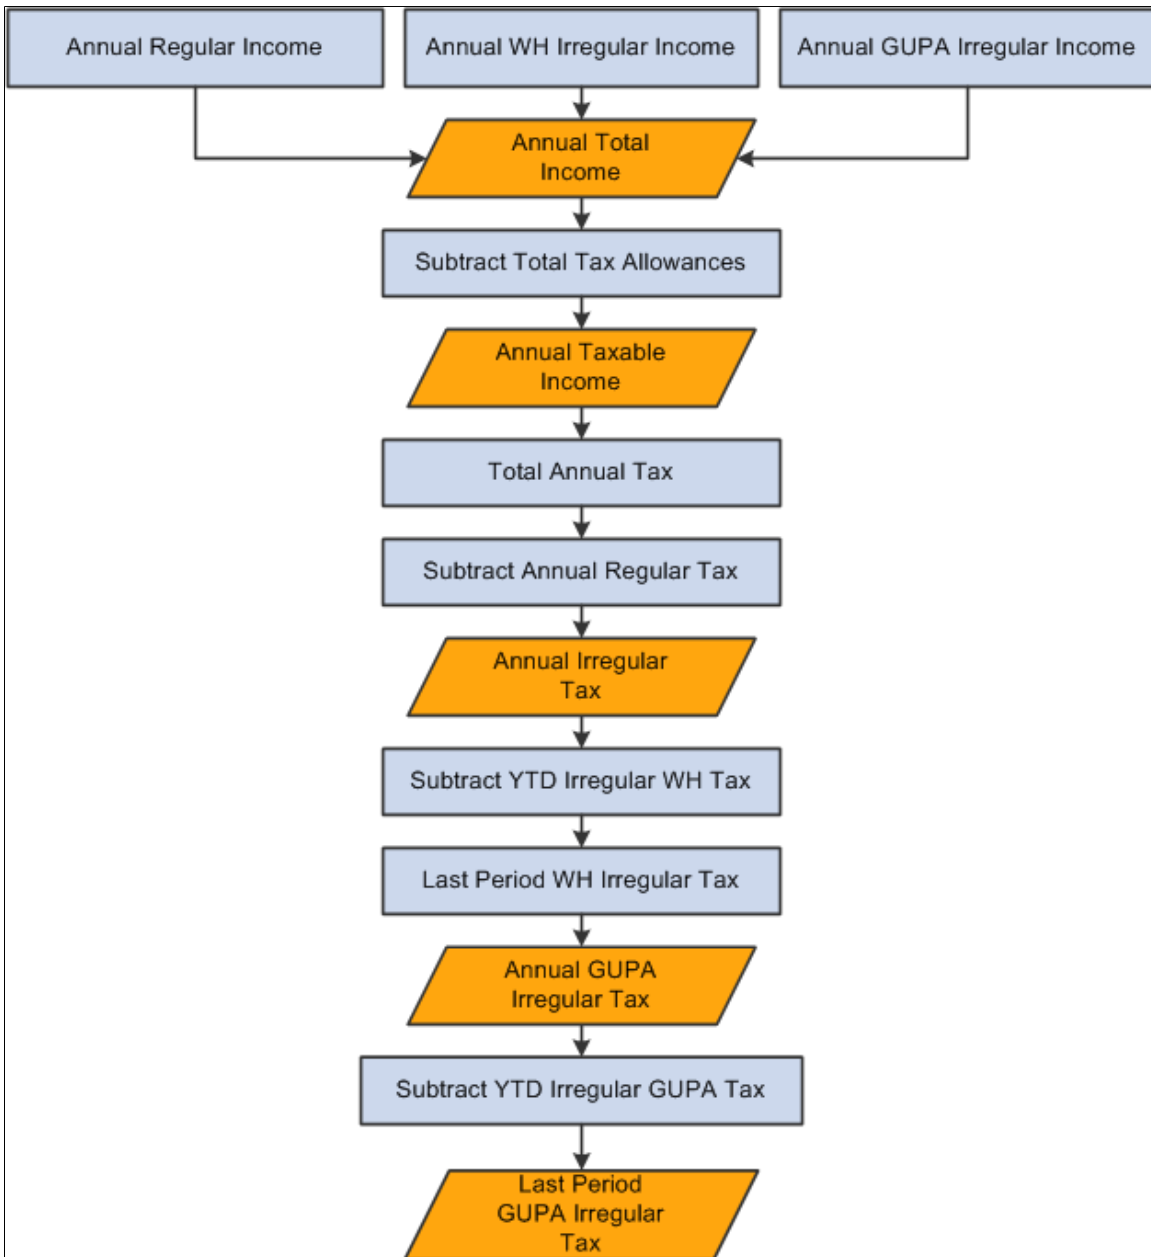 Annual Regular Income
Annual WH Irregular Income
Annual GUPA Irregular Income
Annual Total
Income
Subtract Total Tax Allowances
Annual Taxable
Income
Total Annual Tax
Subtract Annual Regular Tax
Annual Irregular
Tax
Subtract YTD Irregular WH Tax
Last Period WH Irregular Tax
Annual GUPA
Irregular Tax
Subtract YTD Irregular GUPA Tax
Last Period
GUPA Irregular
Tax